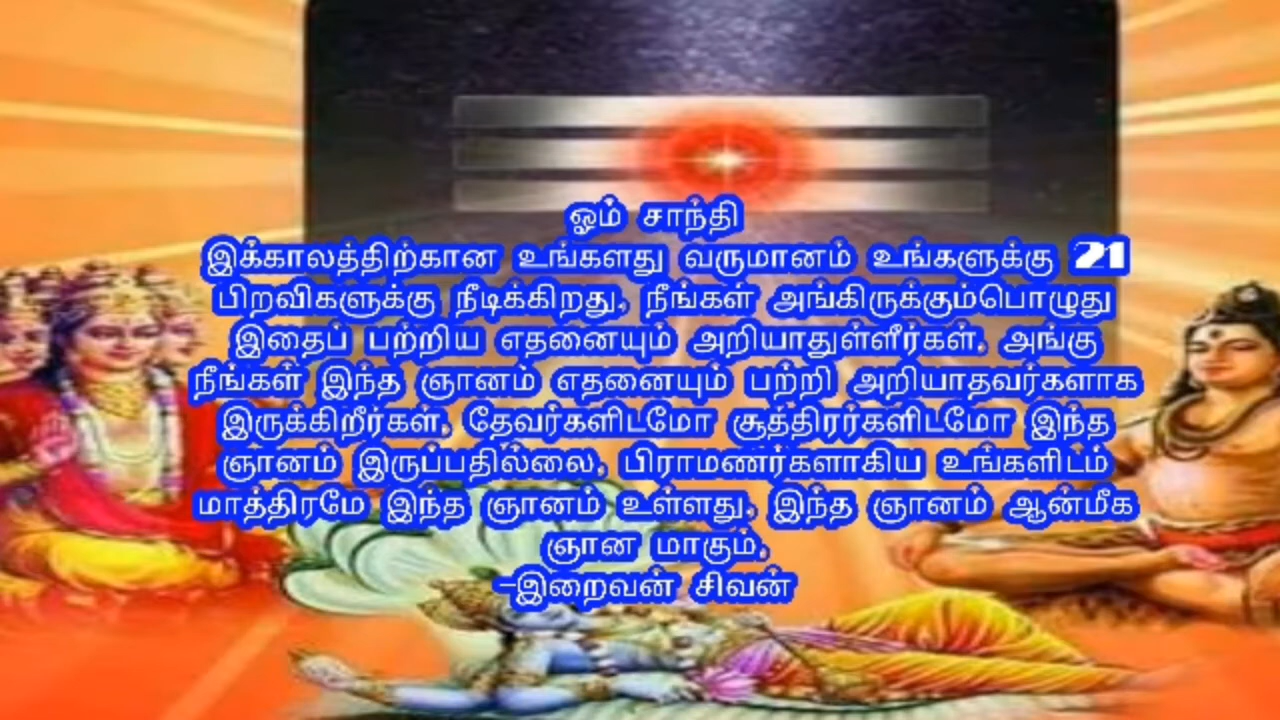 ஓம் சாந்தி
இக்காலத்திற்கான உங்களது வருமானம் உங்களுக்கு 21
பிறவிகளுக்கு நீடிக்கிறது. நீங்கள் அங்கிருக்கும்பொழுது
இதைப் பற்றிய எதனையும் அறியாதுள்ளீர்கள். அங்கு
நீங்கள் இந்த ஞானம் எதனையும் பற்றி அறியாதவர்களாக
இருக்கிறீர்கள். தேவர்களிடமோ சூத்திரர்களிடமோ இந்த
ஞானம் இருப்பதில்லை. பிராமணர்களாகிய உங்களிடம்
மாத்திரமே இந்த ஞானம் உள்ளது. இந்த ஞானம் ஆன்மீக
ஞான மாகும்.
-இறைவன் சிவன்